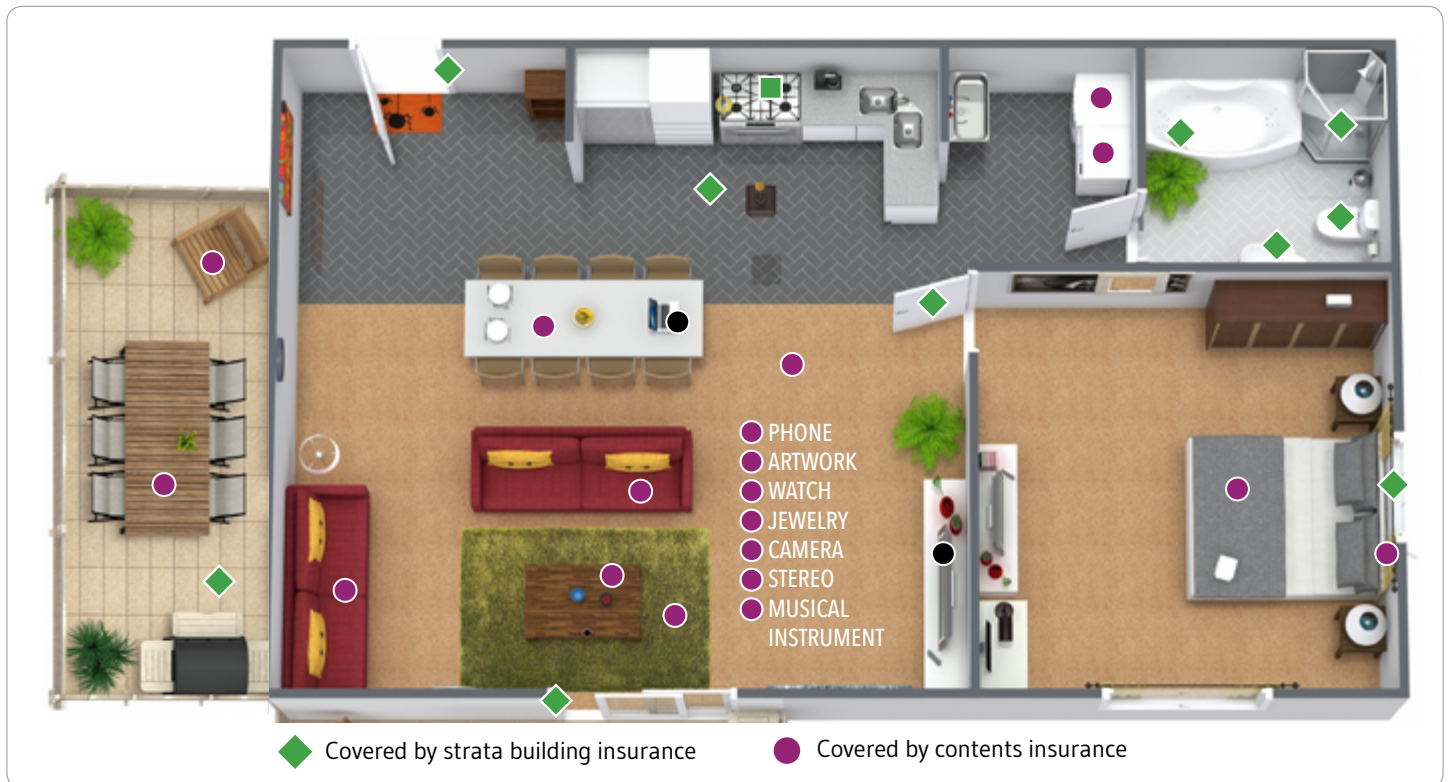 PHONE
ARTWORK
WATCH
JEWELRY
CAMERA
STEREO
MUSICAL
INSTRUMENT
Covered by strata building insurance
Covered by contents insurance